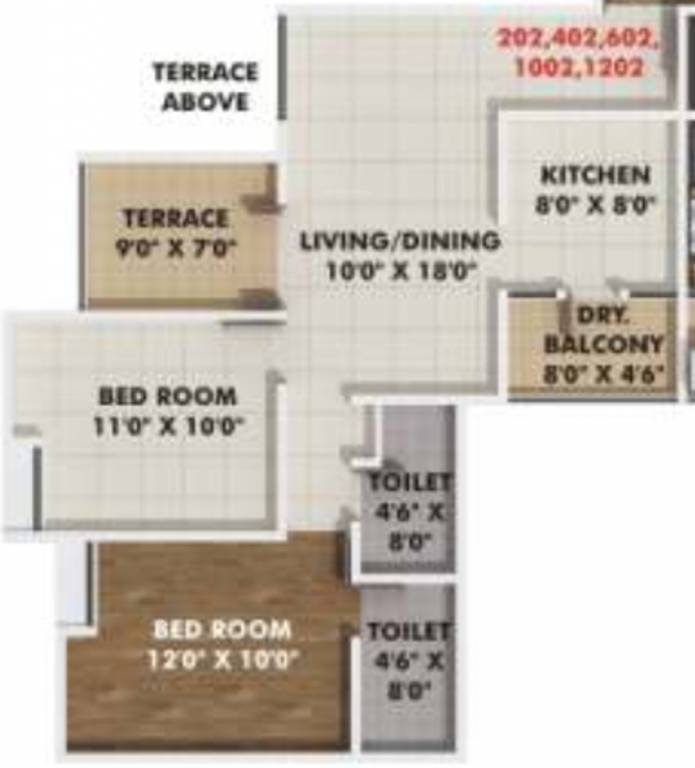 202,402,602,
1002,1202
TERRACE
ABOVE
KITCHEN
8'0" X 8'0"
TERRACE
9'0" X 7'0"
LIVING/DINING
10'0" X 18'0"
DRY.
BALCONY
8'0" X 4'6"
BED ROOM
11'0" X 10'0"
TOILET
4'6" X
8'0"
BED ROOM
12'0" X 10'0"
TOILET
4'6" X
8'0"